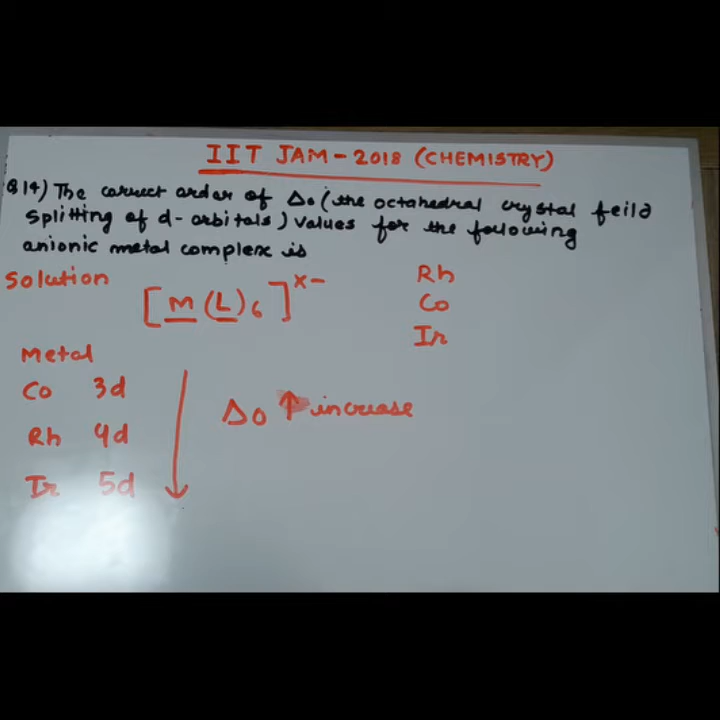 IIT JAM-2018 (CHEMISTRY)
Q14) The correct order of Δo (the octahedral crystal feild
splitting of d-orbitals) values for the following
anionic metal complex is
Solution
[M(L)6]x-
Rh
Co
Ir
Metal
Co 3d
Rh 4d
Ir 5d
Δo ↑ increase